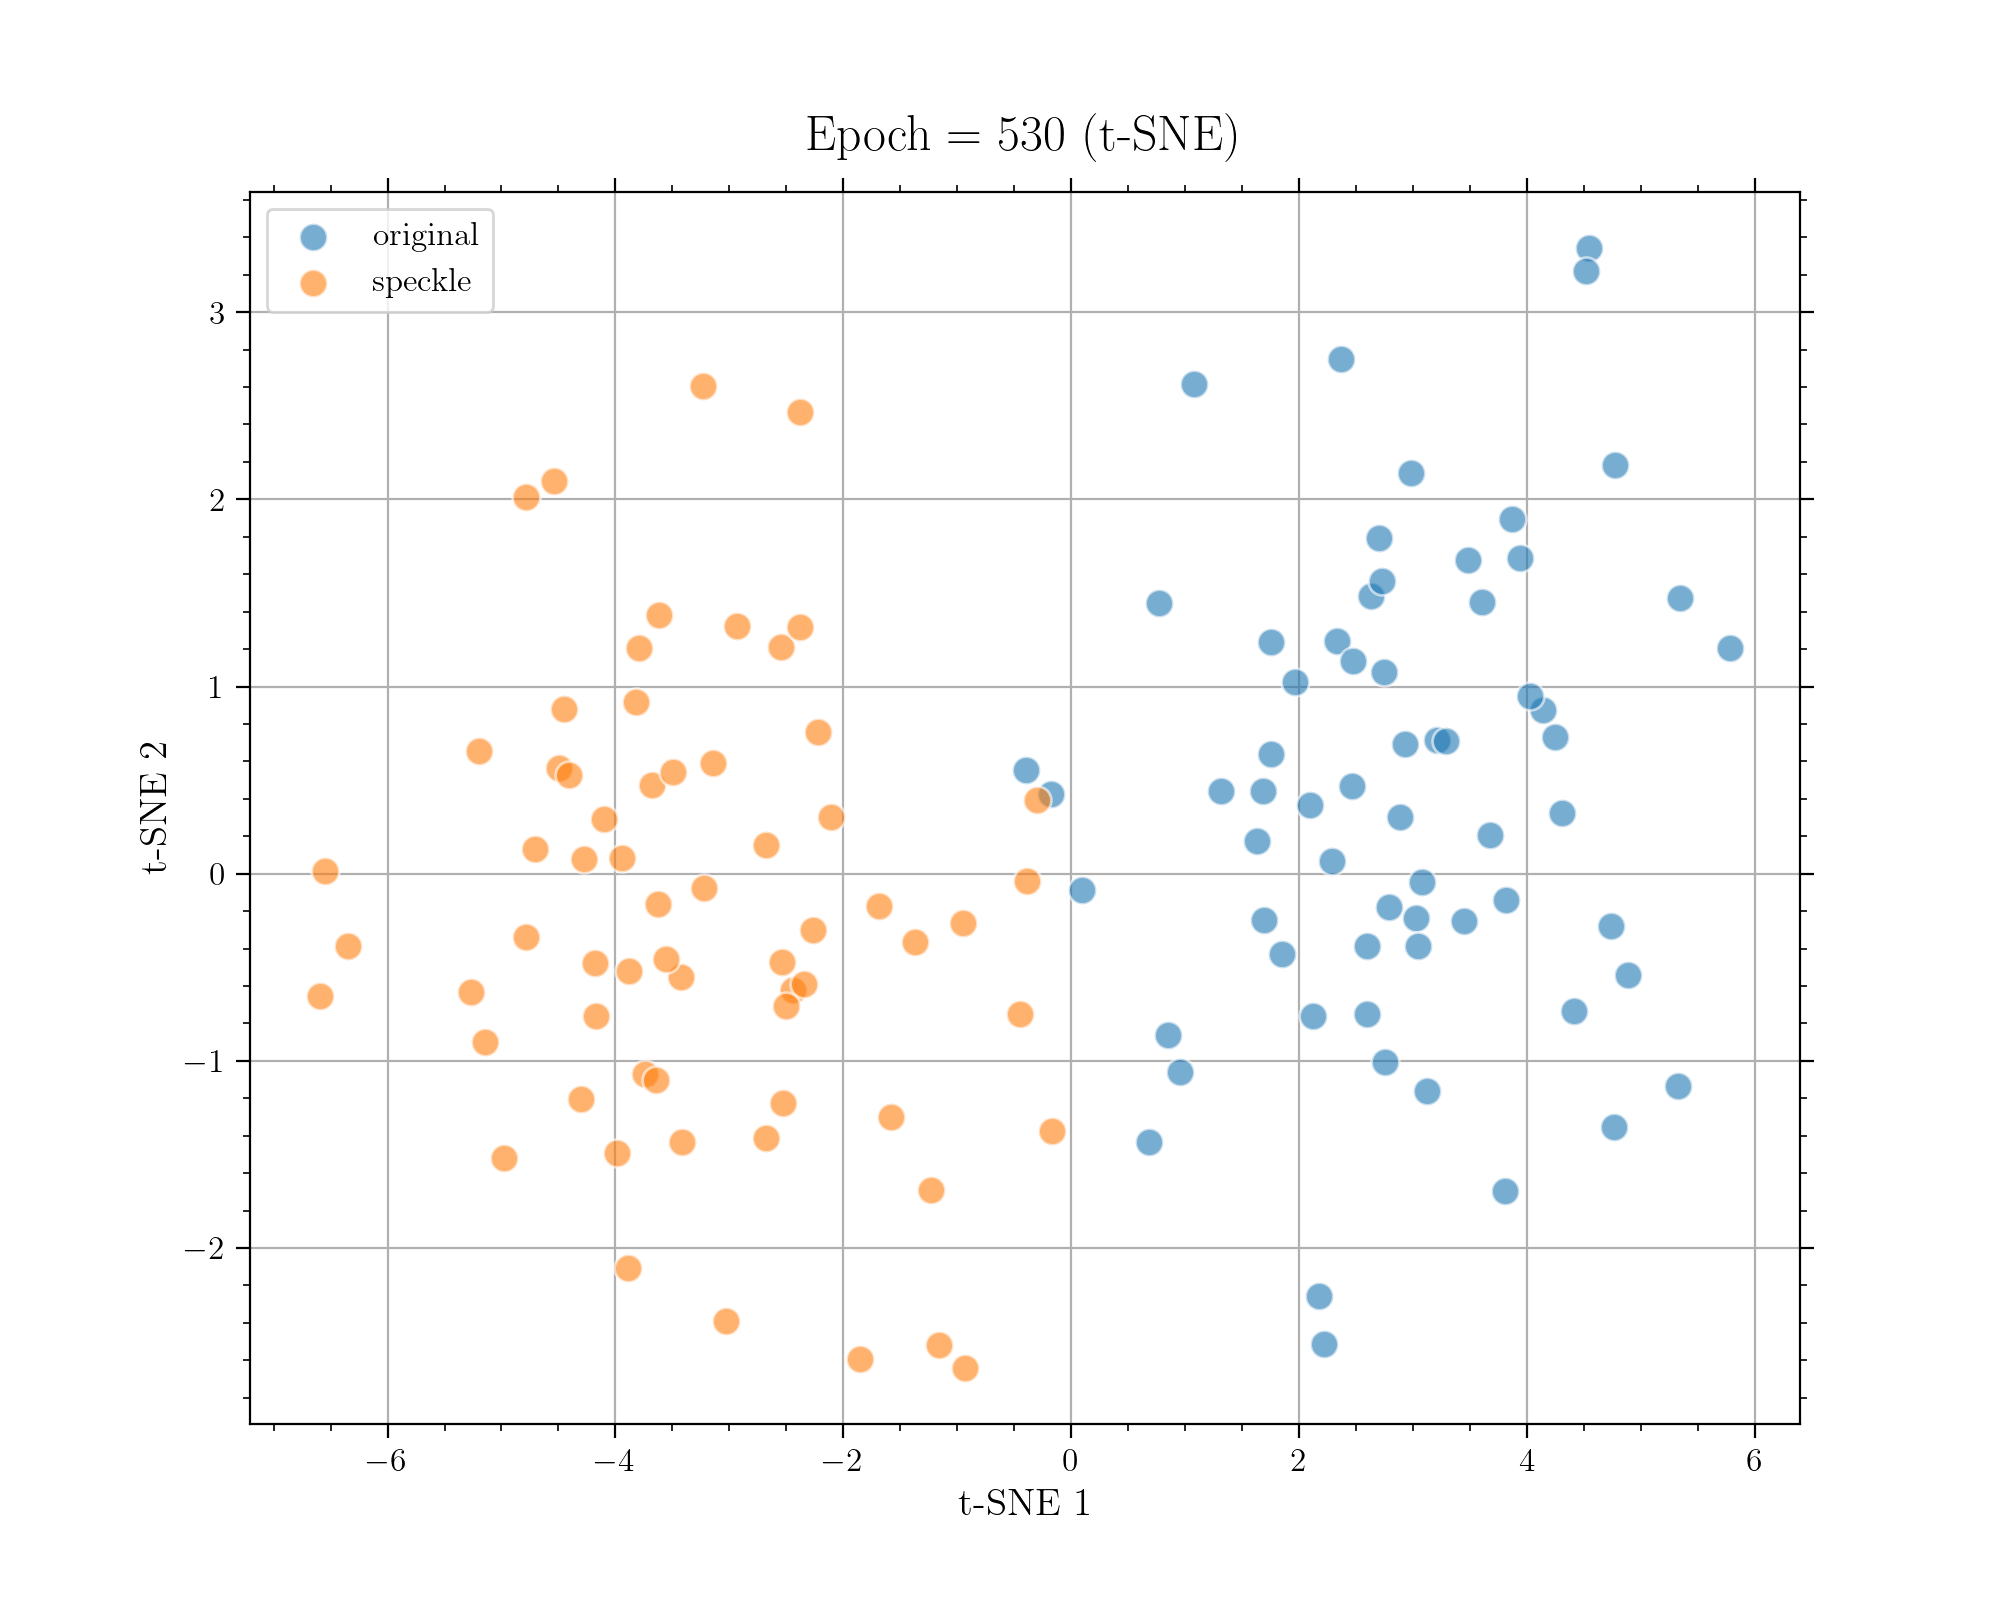 Epoch = 530 (t-SNE)
original
speckle
3
2
1
0
−1
−2
t-SNE 2
−6 −4 −2 0 2 4 6
t-SNE 1